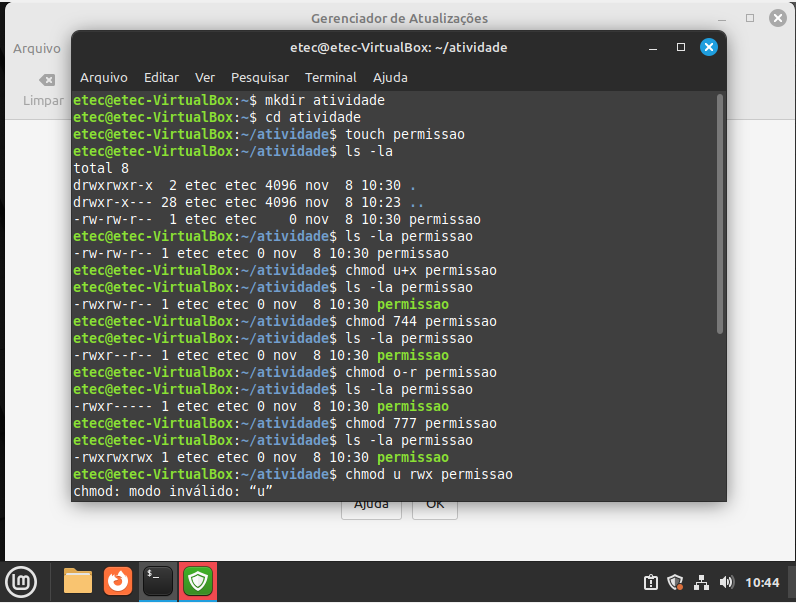 Gerenciador de Atualizações
Arquivo
Limpar
etec@etec-VirtualBox: ~/atividade
Arquivo Editar Ver Pesquisar Terminal Ajuda
etec@etec-VirtualBox:~$ mkdir atividade
etec@etec-VirtualBox:~$ cd atividade
etec@etec-VirtualBox:~/atividade$ touch permissao
etec@etec-VirtualBox:~/atividade$ ls -la
total 8
drwxrwxr-x  2 etec etec 4096 nov  8 10:30 .
drwxr-x--- 28 etec etec 4096 nov  8 10:23 ..
-rw-rw-r--  1 etec etec    0 nov  8 10:30 permissao
etec@etec-VirtualBox:~/atividade$ ls -la permissao
-rw-rw-r-- 1 etec etec 0 nov  8 10:30 permissao
etec@etec-VirtualBox:~/atividade$ chmod u+x permissao
etec@etec-VirtualBox:~/atividade$ ls -la permissao
-rwxrw-r-- 1 etec etec 0 nov  8 10:30 permissao
etec@etec-VirtualBox:~/atividade$ chmod 744 permissao
etec@etec-VirtualBox:~/atividade$ ls -la permissao
-rwxr--r-- 1 etec etec 0 nov  8 10:30 permissao
etec@etec-VirtualBox:~/atividade$ chmod o-r permissao
etec@etec-VirtualBox:~/atividade$ ls -la permissao
-rwxr----- 1 etec etec 0 nov  8 10:30 permissao
etec@etec-VirtualBox:~/atividade$ chmod 777 permissao
etec@etec-VirtualBox:~/atividade$ ls -la permissao
-rwxrwxrwx 1 etec etec 0 nov  8 10:30 permissao
etec@etec-VirtualBox:~/atividade$ chmod u rwx permissao
chmod: modo inválido: “u”
Ajuda OK
$_
10:44